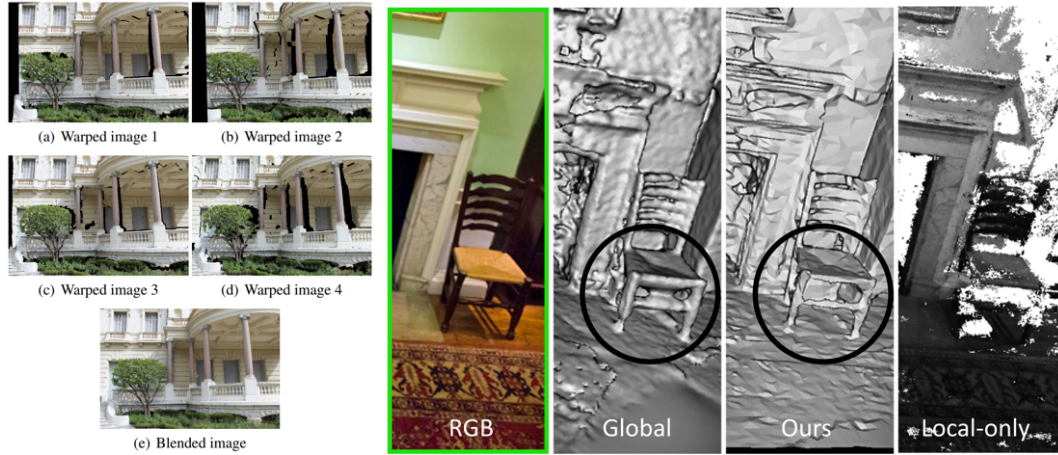 (a) Warped image 1
(b) Warped image 2
(c) Warped image 3
(d) Warped image 4
(e) Blended image
RGB
Global
Ours
Local-only